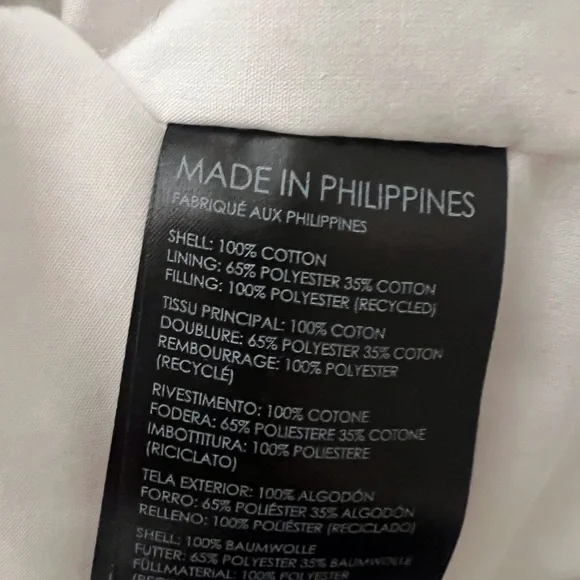 MADE IN PHILIPPINES
FABRIQUÉ AUX PHILIPPINES
SHELL: 100% COTTON
LINING: 65% POLYESTER 35% COTTON
FILLING: 100% POLYESTER (RECYCLED)
TISSU PRINCIPAL: 100% COTON
DOUBLURE: 65% POLYESTER 35% COTON
REMBOURRAGE: 100% POLYESTER
(RECYCLÉ)
RIVESTIMENTO: 100% COTONE
FODERA: 65% POLIESTERE 35% COTONE
IMBOTTITURA: 100% POLIESTERE
(RICICLATO)
TELA EXTERIOR: 100% ALGODÓN
FORRO: 65% POLIÉSTER 35% ALGODÓN
RELLENO: 100% POLIÉSTER (RECICLADO)
SHELL: 100% BAUMWOLLE
FUTTER: 65% POLYESTER 35% BAUMWOLLE
FÜLLMATERIAL: 100% POLYESTER